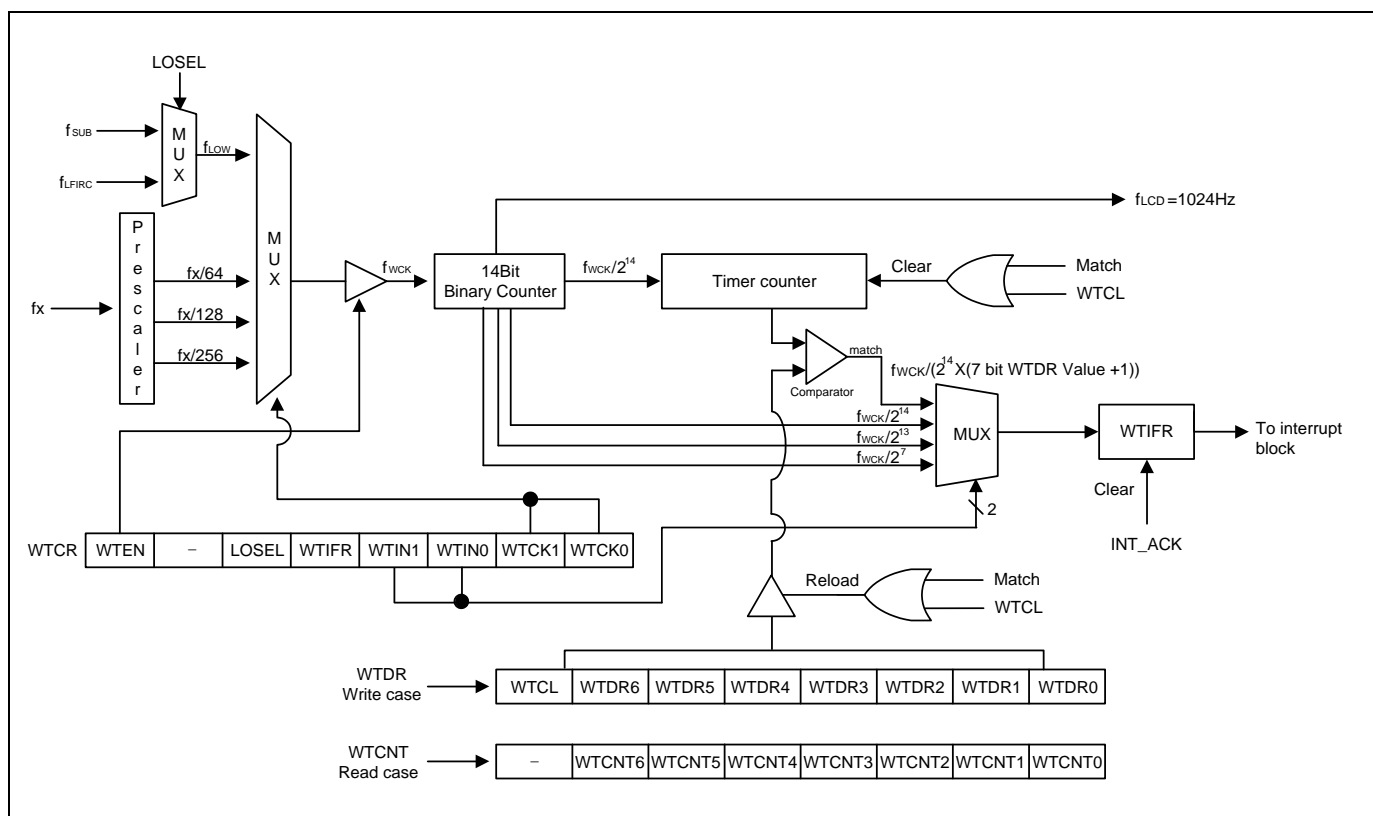 LOSEL
fSUB
fLFIRC
MUX
fLOW
Prescaler
fx
fx/64
fx/128
fx/256
MUX
fWCK
14Bit
Binary Counter
fWCK/2^14
Timer counter
Clear
Match
WTCL
fLCD=1024Hz
Comparator
match
fWCK/(2^14 X(7 bit WTDR Value +1))
fWCK/2^14
fWCK/2^13
fWCK/2^7
MUX
2
WTIFR
To interrupt
block
Clear
INT_ACK
WTCR WTEN – LOSEL WTIFR WTIN1 WTIN0 WTCK1 WTCK0
Reload
Match
WTCL
WTDR
Write case
WTCL WTDR6 WTDR5 WTDR4 WTDR3 WTDR2 WTDR1 WTDR0
WTCNT
Read case
– WTCNT6 WTCNT5 WTCNT4 WTCNT3 WTCNT2 WTCNT1 WTCNT0